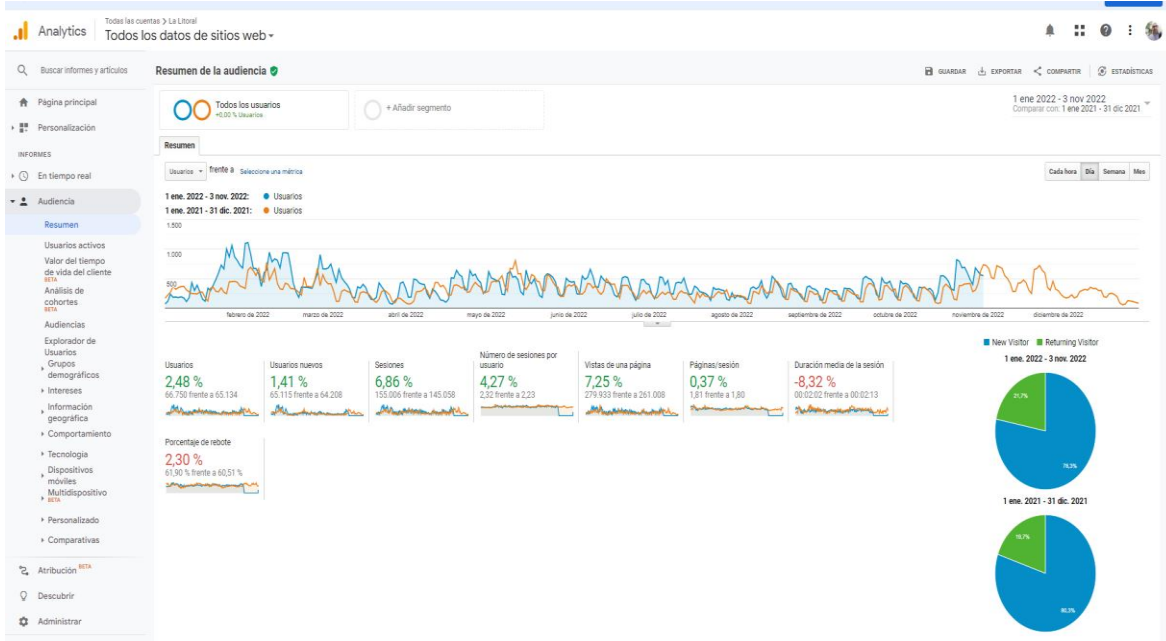 Analytics
Todas las cuentas > La Litoral
Todos los datos de sitios web
Buscar informes y artículos
Página principal
Personalización
INFORMES
En tiempo real
Audiencia
Resumen
Usuarios activos
Valor del tiempo
de vida del cliente
BETA
Análisis de
cohortes
BETA
Audiencias
Explorador de
Usuarios
Grupos
demográficos
Intereses
Información
geográfica
Comportamiento
Tecnología
Dispositivos
móviles
Multidispositivo
BETA
Personalizado
Comparativas
Atribución BETA
Descubrir
Administrar
Resumen de la audiencia
GUARDAR
EXPORTAR
COMPARTIR
ESTADÍSTICAS
Todos los usuarios
+0,00 % Usuarios
+ Añadir segmento
1 ene 2022 - 3 nov 2022
Comparar con: 1 ene 2021 - 31 dic 2021
Resumen
Usuarios frente a Seleccione una métrica
Cada hora Día Semana Mes
1 ene. 2022 - 3 nov. 2022: Usuarios
1 ene. 2021 - 31 dic. 2021: Usuarios
1.500
1.000
500
febrero de 2022 marzo de 2022 abril de 2022 mayo de 2022 junio de 2022 julio de 2022 agosto de 2022 septiembre de 2022 octubre de 2022 noviembre de 2022 diciembre de 2022
Usuarios
2,48 %
66.750 frente a 65.134
Usuarios nuevos
1,41 %
65.115 frente a 64.208
Sesiones
6,86 %
155.006 frente a 145.058
Número de sesiones por
usuario
4,27 %
2,32 frente a 2,23
Vistas de una página
7,25 %
279.933 frente a 261.008
Páginas/sesión
0,37 %
1,81 frente a 1,80
Duración media de la sesión
-8,32 %
00:02:02 frente a 00:02:13
Porcentaje de rebote
2,30 %
61,90 % frente a 60,51 %
New Visitor Returning Visitor
1 ene. 2022 - 3 nov. 2022
21,7%
78,3%
1 ene. 2021 - 31 dic. 2021
19,7%
80,3%